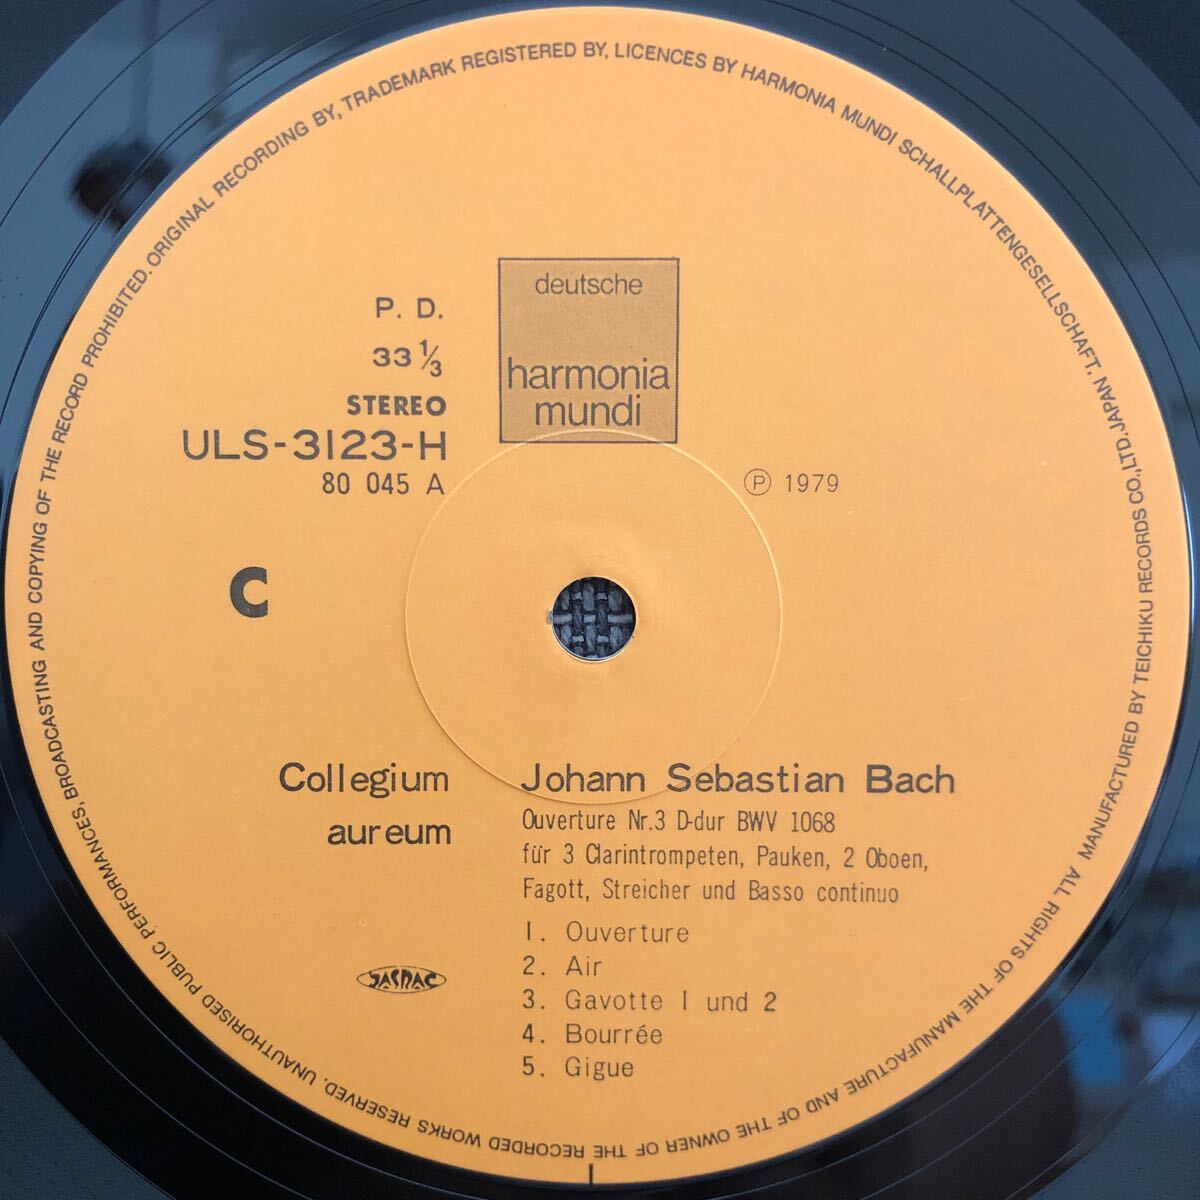 deutsche
harmonia
mundi
P. D.
33 1/3
STEREO
ULS-3123-H
80 045 A
Ⓟ 1979
C
Collegium
aureum
Johann Sebastian Bach
Ouverture Nr.3 D-dur BWV 1068
für 3 Clarintrompeten, Pauken, 2 Oboen,
Fagott, Streicher und Basso continuo
1. Ouverture
2. Air
3. Gavotte 1 und 2
4. Bourrée
5. Gigue
JASRAC
MANUFACTURED BY TEICHIKU RECORDS CO., LTD. JAPAN
ALL RIGHTS OF THE MANUFACTURE AND OF THE OWNER OF THE RECORDED WORKS RESERVED. UNAUTHORISED PUBLIC PERFORMANCES, BROADCASTING AND COPYING OF THE RECORD PROHIBITED. ORIGINAL RECORDING BY, TRADEMARK REGISTERED BY, LICENCES BY HARMONIA MUNDI SCHALLPLATTENGESELLSCHAFT.